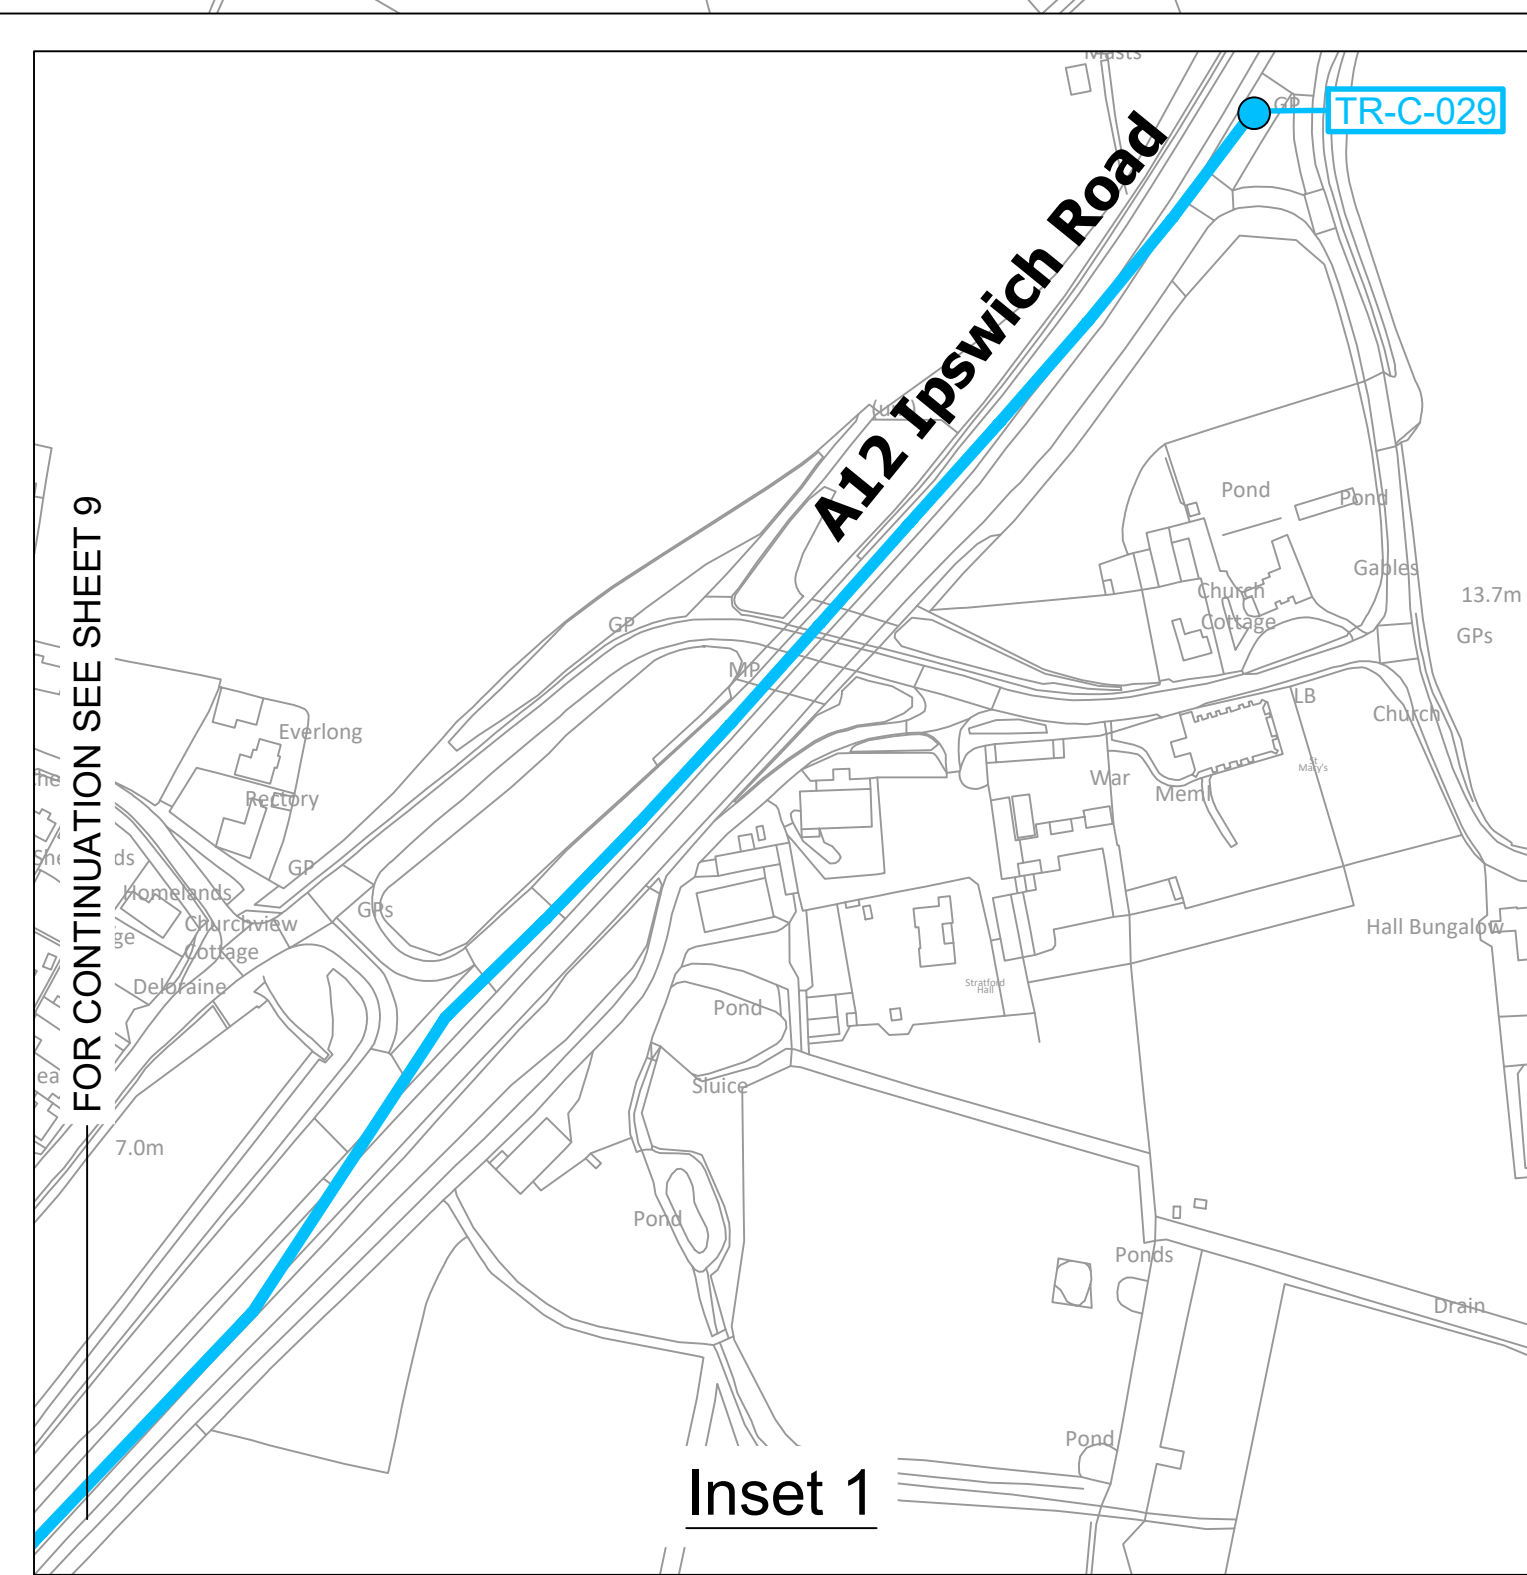 Masts
GP
TR-C-029
A12 Ipswich Road
Pond
Pond
Gables
Church
Cottage
13.7m
GPs
GP
MP
LB
Church
FOR CONTINUATION SEE SHEET 9
Everlong
Rectory
St
Mary's
War
Meml
GP
Homelands
GPs
Churchview
Cottage
Hall Bungalow
Deloraine
Stratford
Hall
Pond
Sluice
7.0m
Pond
Ponds
Drain
Pond
Inset 1